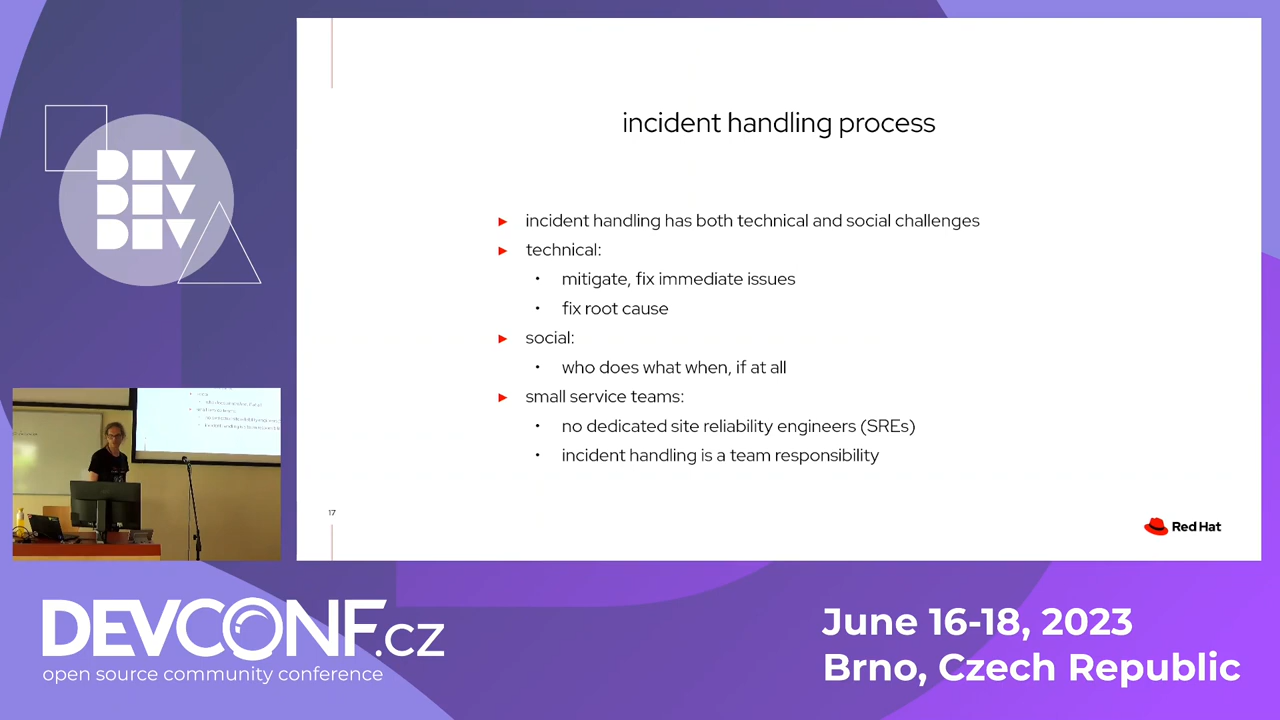 incident handling process
► incident handling has both technical and social challenges
► technical:
• mitigate, fix immediate issues
• fix root cause
► social:
• who does what when, if at all
► small service teams:
• no dedicated site reliability engineers (SREs)
• incident handling is a team responsibility
17
Red Hat
DEV
DEV
DEV
DEVCONF.cz
open source community conference
June 16-18, 2023
Brno, Czech Republic